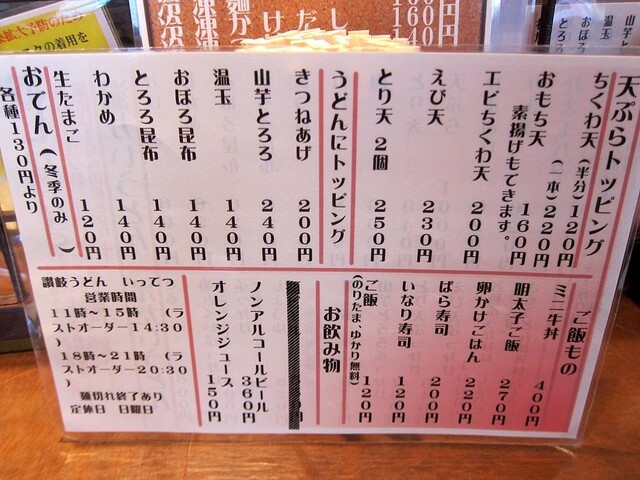 天ぷらトッピング
ちくわ天 (半分) 120円
(一本) 220円
おもち天 160円
素揚げもできます。
エビちくわ天 200円
えび天 230円
とり天 2個 250円
うどんにトッピング
きつねあげ 200円
山芋とろろ 240円
温玉 140円
おぼろ昆布 140円
とろろ昆布 140円
わかめ 140円
生たまご 120円
おでん (冬季のみ)
各種130円より
ご飯もの
ミニ牛丼 400円
明太子ご飯 270円
卵かけごはん 220円
ばら寿司 200円
いなり寿司 120円
ご飯 120円
(のりたま、ゆかり無料)
お飲み物
ノンアルコールビール 360円
オレンジジュース 150円
讃岐うどん いってつ
営業時間
11時~15時 (ラ
ストオーダー14:30
)
18時~21時 (ラ
ストオーダー20:30
)
麺切れ終了あり
定休日 日曜日